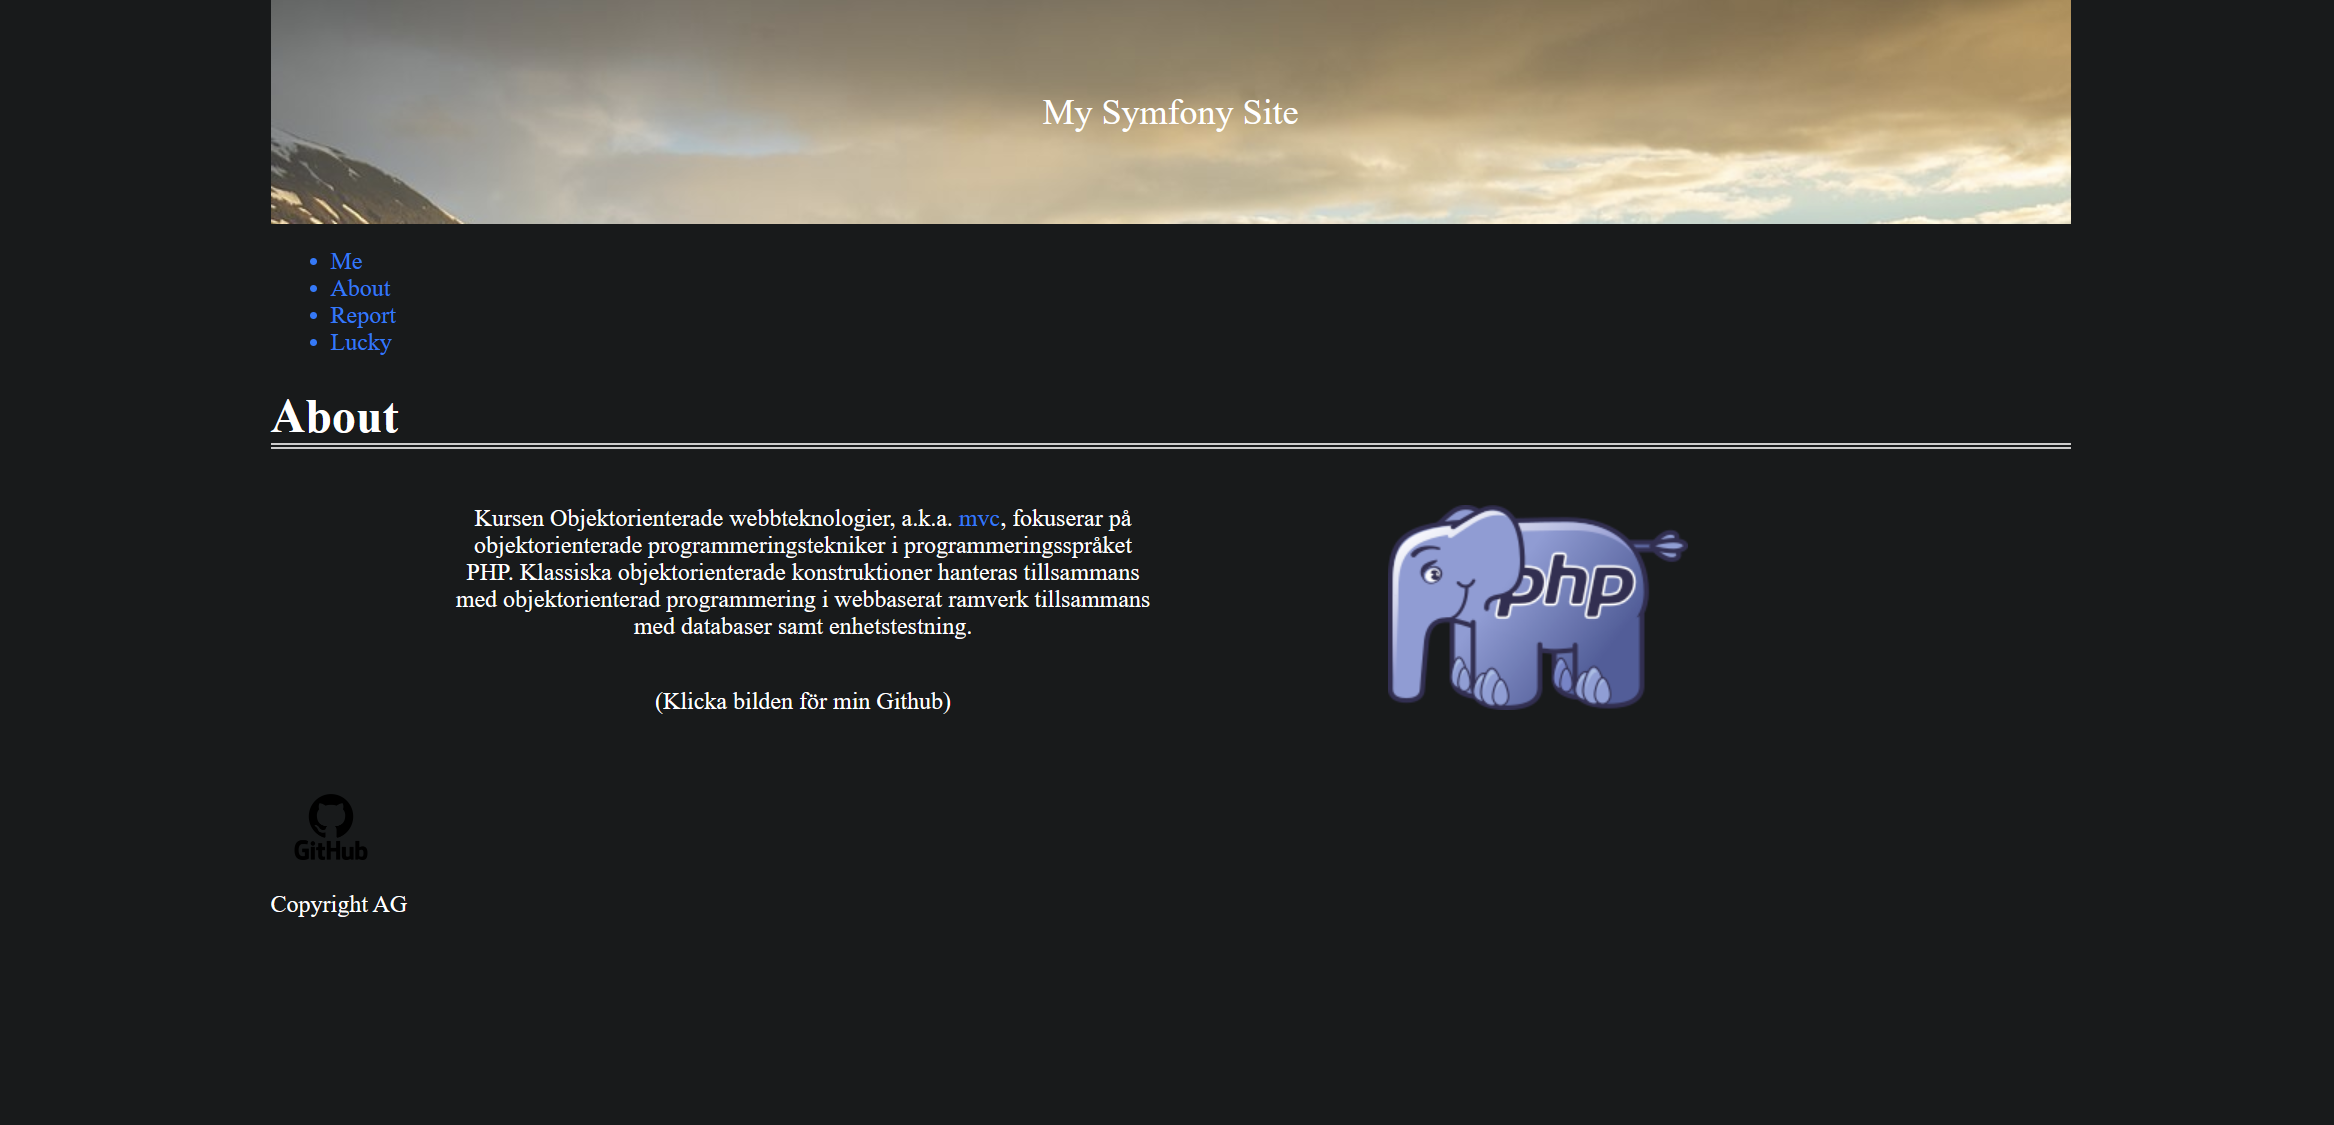 My Symfony Site
Me
About
Report
Lucky
About
Kursen Objektorienterade webbteknologier, a.k.a. mvc, fokuserar på
objektorienterade programmeringstekniker i programmeringsspråket
PHP. Klassiska objektorienterade konstruktioner hanteras tillsammans
med objektorienterad programmering i webbaserat ramverk tillsammans
med databaser samt enhetstestning.
(Klicka bilden för min Github)
php
GitHub
Copyright AG